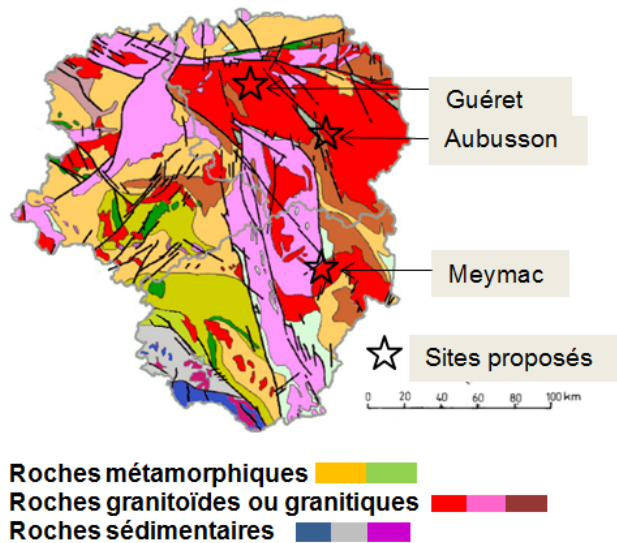 Guéret
Aubusson
Meymac
Sites proposés
0 20 40 60 80 100 km
Roches métamorphiques
Roches granitoïdes ou granitiques
Roches sédimentaires